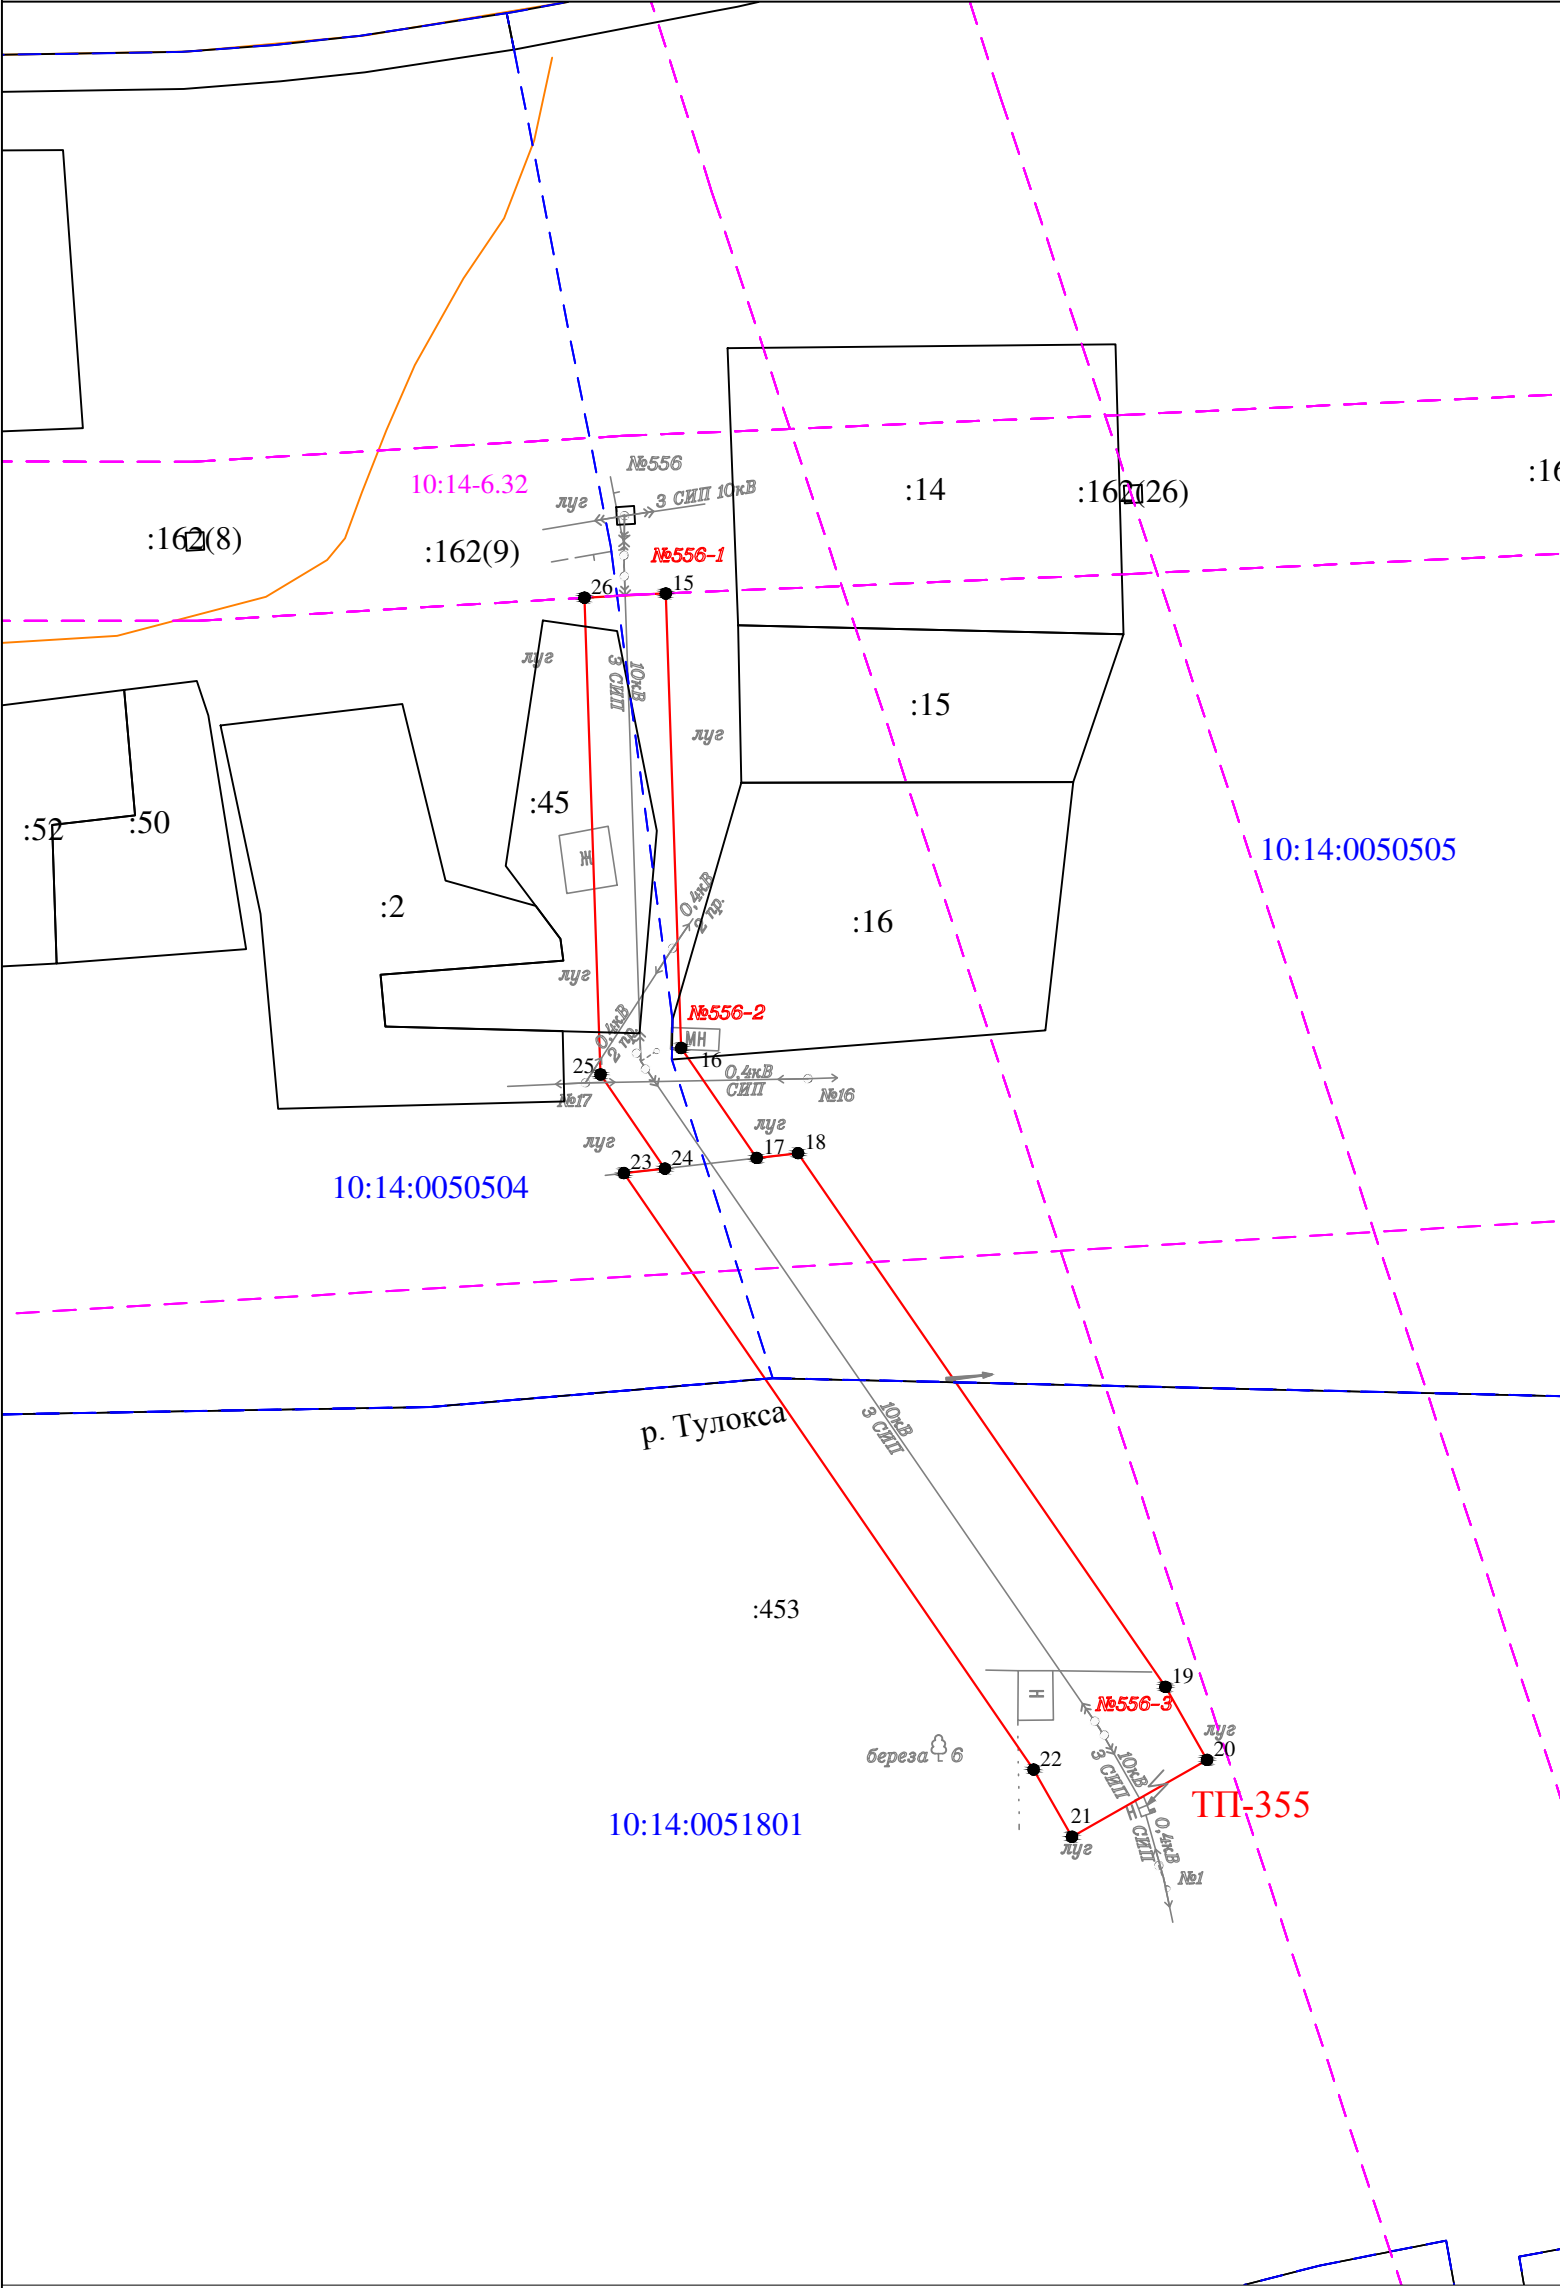 №556
10:14-6.32
луг
3 СИП 10кВ
:14
:162(26)
:162(8)
:162(9)
№556-1
26
15
луг
10кВ
3 СИП
:15
луг
:45
:52
:50
Ж
10:14:0050505
:2
0,4кВ
2 пр.
:16
луг
№556-2
0,4кВ
2 пр.
МН
16
25
0,4кВ
СИП
№17
№16
луг
луг
17
18
23
24
10:14:0050504
р. Тулокса
10кВ
3 СИП
:453
19
Н
№556-3
луг
береза 6
22
20
10кВ
3 СИП
ТП-355
21
10:14:0051801
луг
0,4кВ
СИП
№1